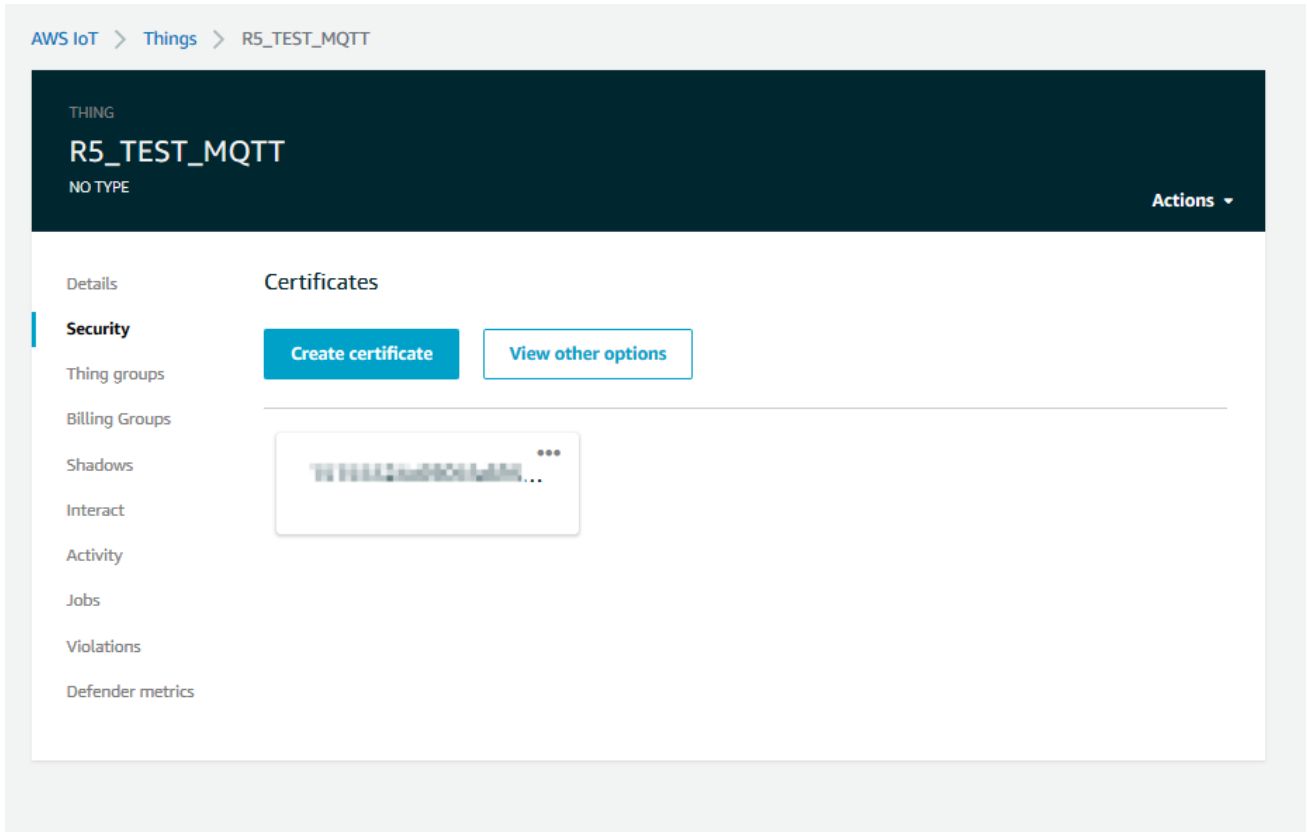 AWS IoT > Things > R5_TEST_MQTT
THING
R5_TEST_MQTT
NO TYPE
Actions
Details
Security
Thing groups
Billing Groups
Shadows
Interact
Activity
Jobs
Violations
Defender metrics
Certificates
Create certificate
View other options
...